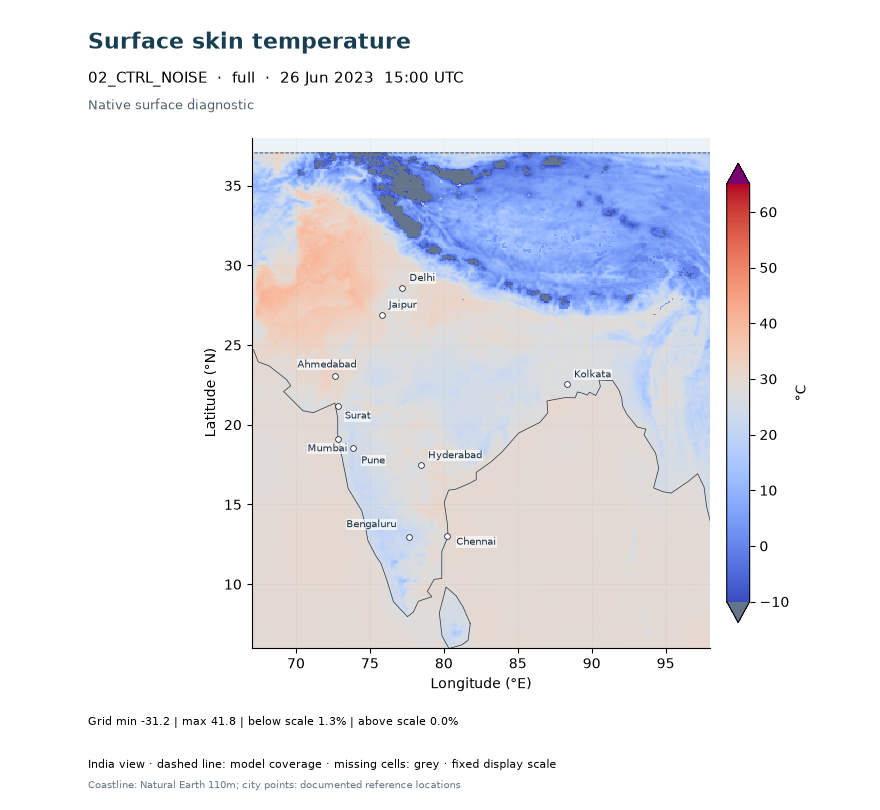 Surface skin temperature
02_CTRL_NOISE · full · 26 Jun 2023 15:00 UTC
Native surface diagnostic
35
30
25
20
15
10
Latitude (°N)
Delhi
Jaipur
Ahmedabad
Kolkata
Surat
Mumbai
Pune
Hyderabad
Bengaluru
Chennai
70
75
80
85
90
95
Longitude (°E)
60
50
40
30
20
10
0
−10
°C
Grid min -31.2 | max 41.8 | below scale 1.3% | above scale 0.0%
India view · dashed line: model coverage · missing cells: grey · fixed display scale
Coastline: Natural Earth 110m; city points: documented reference locations